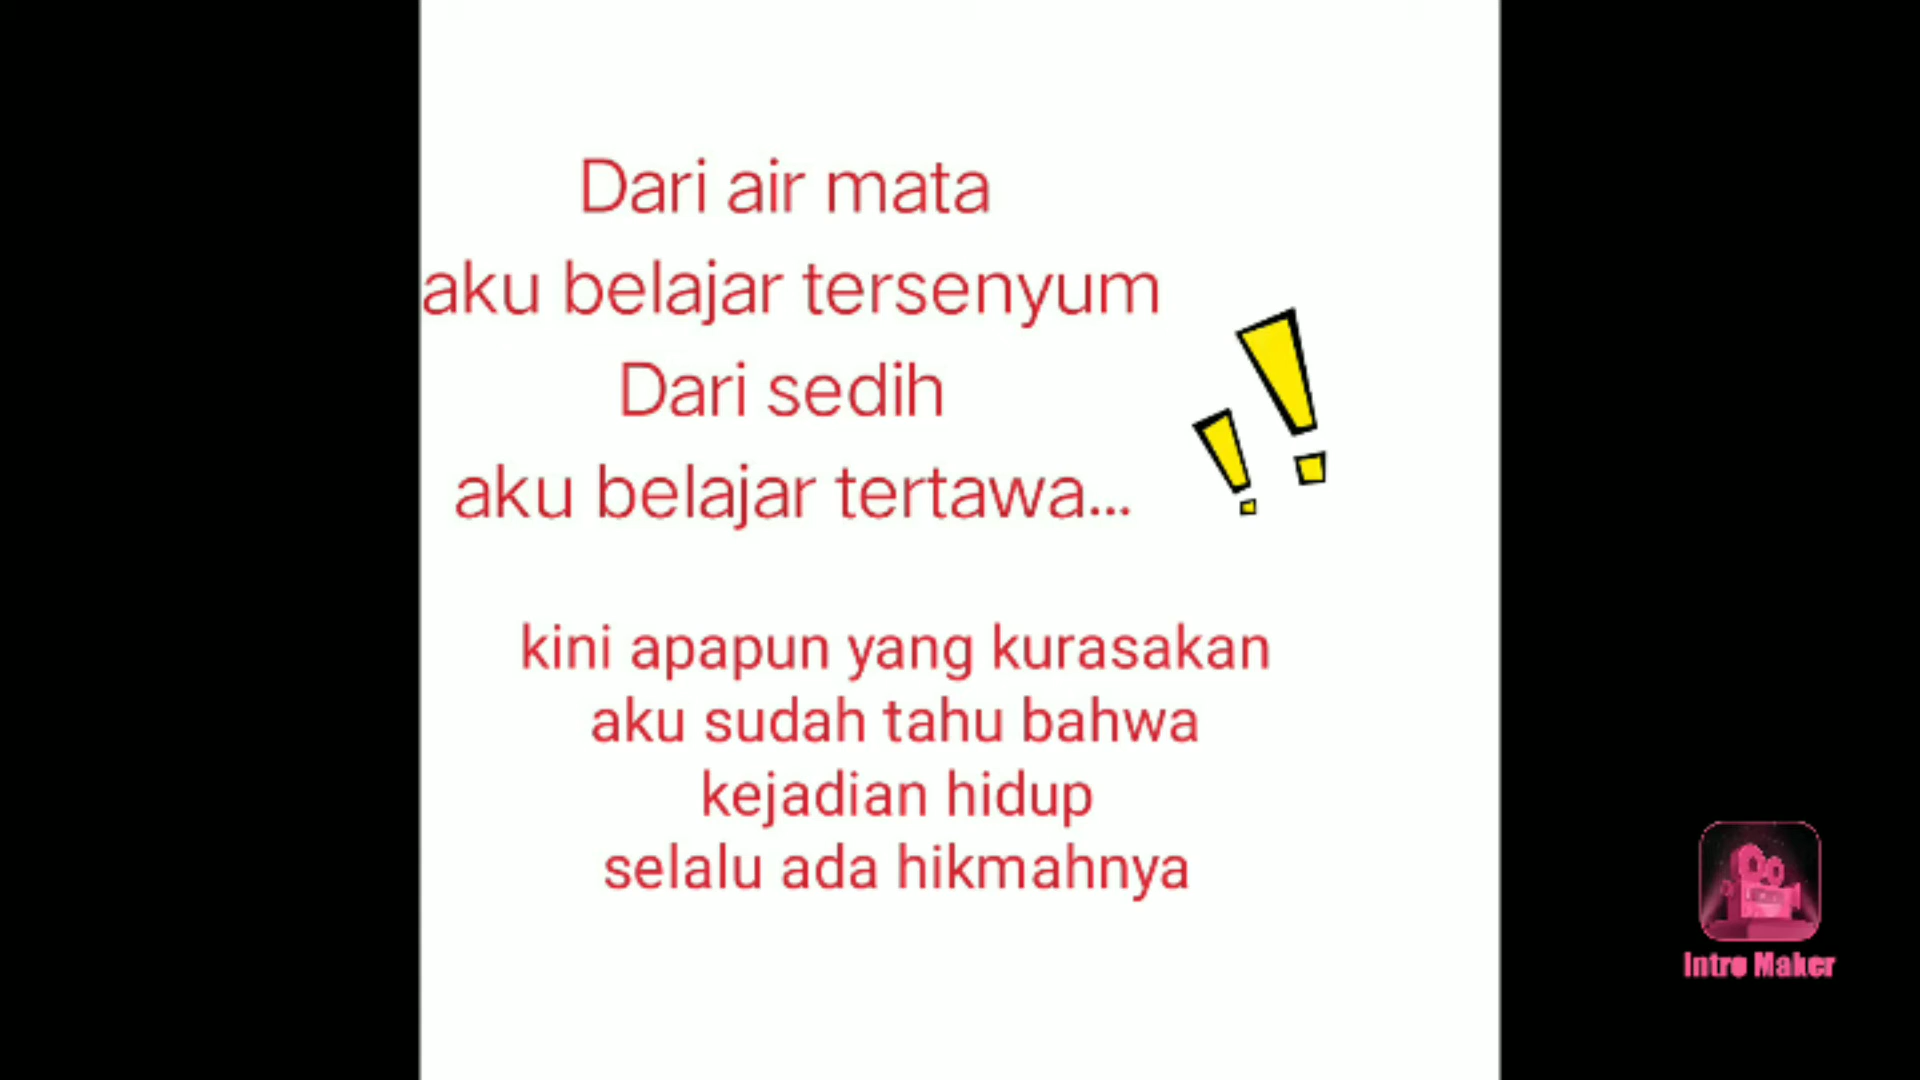 Dari air mata
aku belajar tersenyum
Dari sedih
aku belajar tertawa...
kini apapun yang kurasakan
aku sudah tahu bahwa
kejadian hidup
selalu ada hikmahnya
Intro Maker